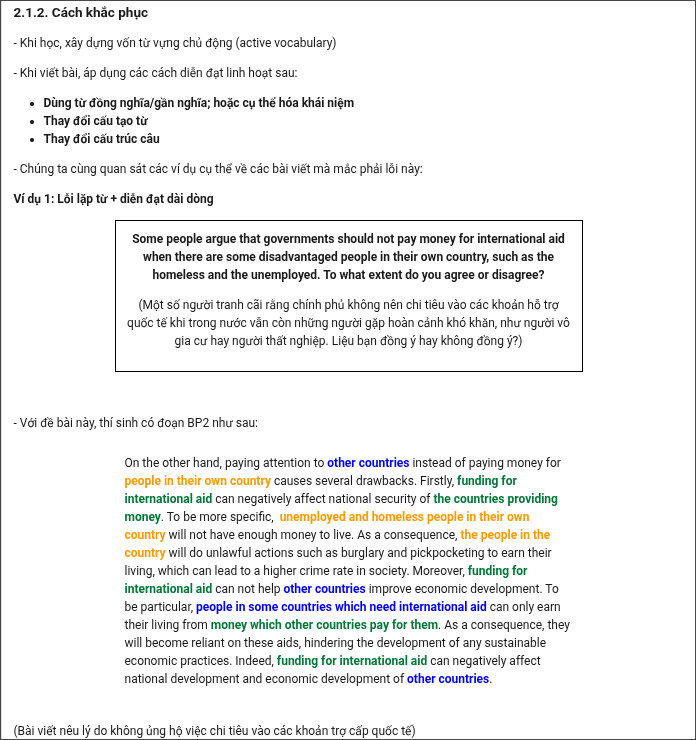 2.1.2. Cách khắc phục
- Khi học, xây dựng vốn từ vựng chủ động (active vocabulary)
- Khi viết bài, áp dụng các cách diễn đạt linh hoạt sau:
• Dùng từ đồng nghĩa/gần nghĩa; hoặc cụ thể hóa khái niệm
• Thay đổi cấu tạo từ
• Thay đổi cấu trúc câu
- Chúng ta cùng quan sát các ví dụ cụ thể về các bài viết mà mắc phải lỗi này:
Ví dụ 1: Lỗi lặp từ + diễn đạt dài dòng
Some people argue that governments should not pay money for international aid
when there are some disadvantaged people in their own country, such as the
homeless and the unemployed. To what extent do you agree or disagree?
(Một số người tranh cãi rằng chính phủ không nên chi tiêu vào các khoản hỗ trợ
quốc tế khi trong nước vẫn còn những người gặp hoàn cảnh khó khăn, như người vô
gia cư hay người thất nghiệp. Liệu bạn đồng ý hay không đồng ý?)
- Với đề bài này, thí sinh có đoạn BP2 như sau:
On the other hand, paying attention to other countries instead of paying money for
people in their own country causes several drawbacks. Firstly, funding for
international aid can negatively affect national security of the countries providing
money. To be more specific, unemployed and homeless people in their own
country will not have enough money to live. As a consequence, the people in the
country will do unlawful actions such as burglary and pickpocketing to earn their
living, which can lead to a higher crime rate in society. Moreover, funding for
international aid can not help other countries improve economic development. To
be particular, people in some countries which need international aid can only earn
their living from money which other countries pay for them. As a consequence, they
will become reliant on these aids, hindering the development of any sustainable
economic practices. Indeed, funding for international aid can negatively affect
national development and economic development of other countries.
(Bài viết nêu lý do không ủng hộ việc chi tiêu vào các khoản trợ cấp quốc tế)